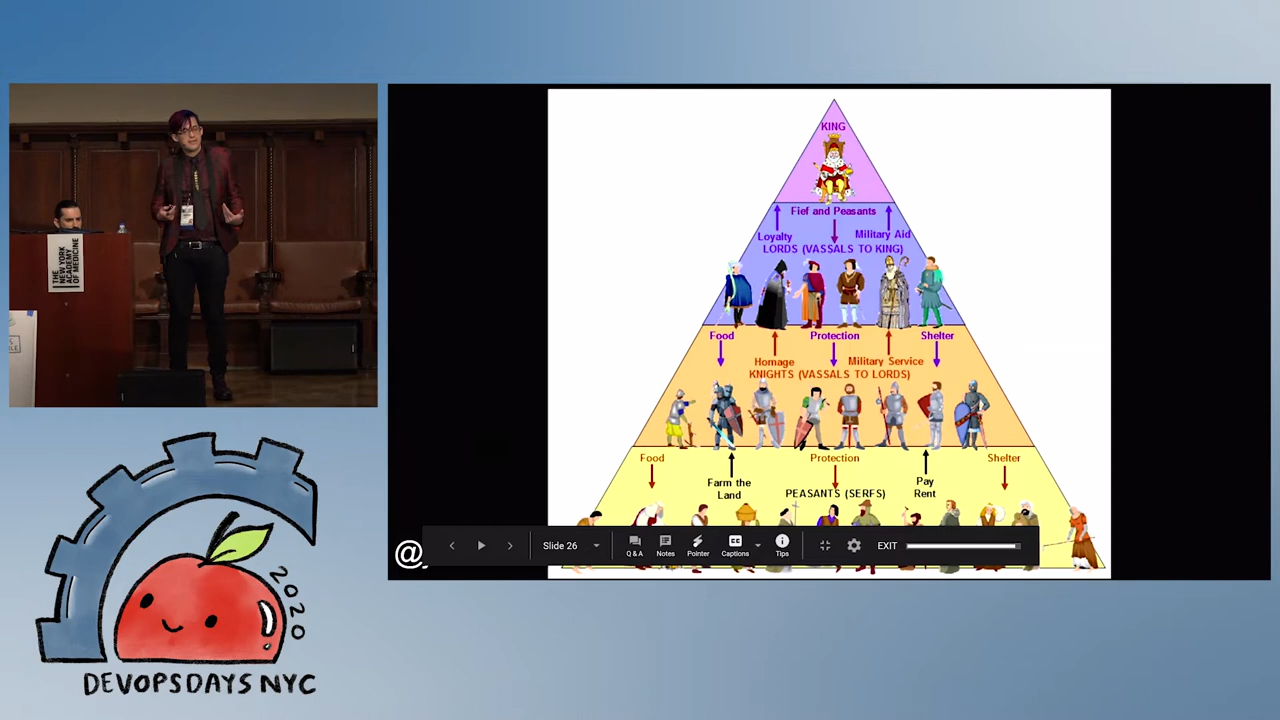 THE
NEW YORK
ACADEMY
OF MEDICINE
KING
Fief and Peasants
Loyalty
Military Aid
LORDS (VASSALS TO KING)
Food
Protection
Shelter
Homage
Military Service
KNIGHTS (VASSALS TO LORDS)
Food
Protection
Shelter
Farm the
Land
Pay
Rent
PEASANTS (SERFS)
@
Slide 26
Q & A
Notes
Pointer
CC
Captions
Tips
EXIT
2020
DEVOPSDAYS NYC